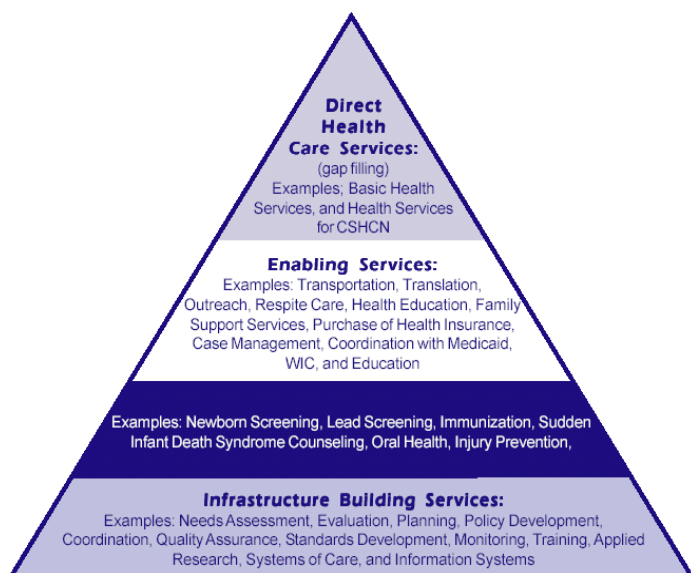 Direct
Health
Care Services:
(gap filling)
Examples; Basic Health
Services, and Health Services
for CSHCN
Enabling Services:
Examples: Transportation, Translation,
Outreach, Respite Care, Health Education, Family
Support Services, Purchase of Health Insurance,
Case Management, Coordination with Medicaid,
WIC, and Education
Examples: Newborn Screening, Lead Screening, Immunization, Sudden
Infant Death Syndrome Counseling, Oral Health, Injury Prevention,
Infrastructure Building Services:
Examples: Needs Assessment, Evaluation, Planning, Policy Development,
Coordination, Quality Assurance, Standards Development, Monitoring, Training, Applied
Research, Systems of Care, and Information Systems